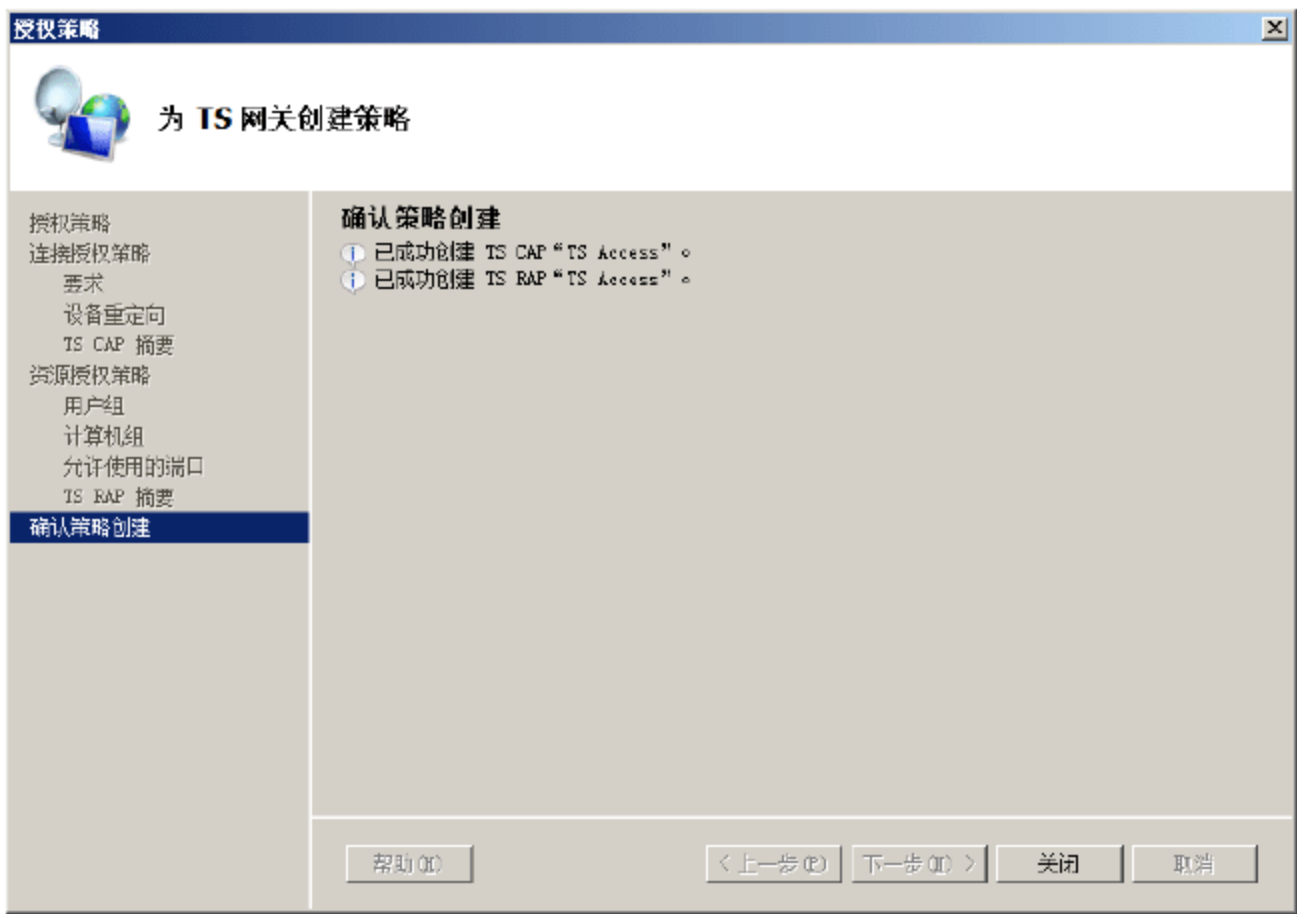 授权策略
为 TS 网关创建策略
授权策略
连接授权策略
要求
设备重定向
TS CAP 摘要
资源授权策略
用户组
计算机组
允许使用的端口
TS RAP 摘要
确认策略创建
确认策略创建
已成功创建 TS CAP“TS Access”。
已成功创建 TS RAP“TS Access”。
帮助(H)
< 上一步(P)
下一步(N) >
关闭
取消